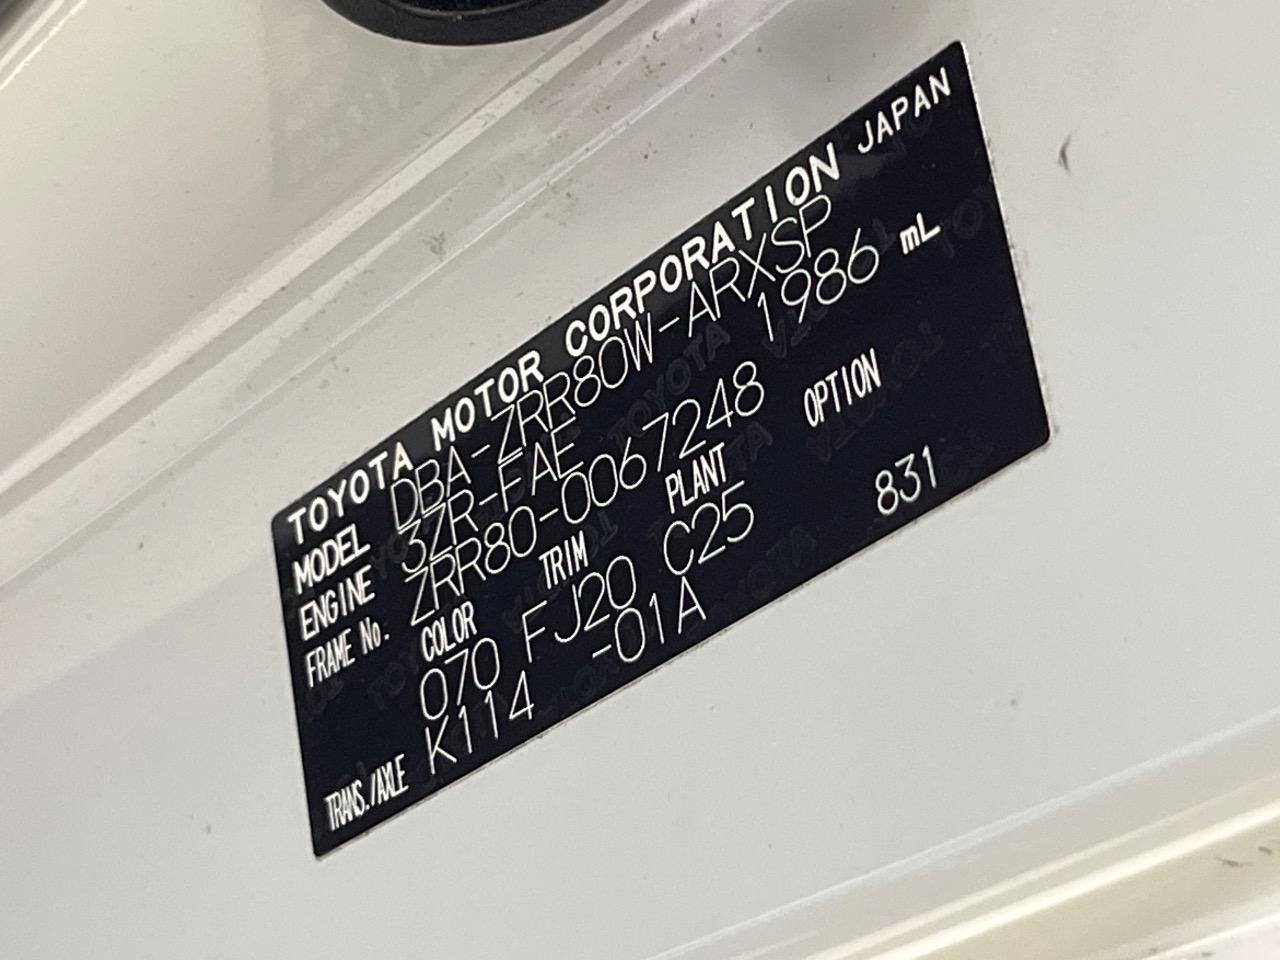 TOYOTA MOTOR CORPORATION JAPAN
MODEL DBA-ZRR80W-ARXSP
ENGINE 3ZR-FAE 1986 mL
FRAME No. ZRR80-0067248
COLOR TRIM PLANT OPTION
070 FJ20 C25 831
TRANS./AXLE K114 -01A